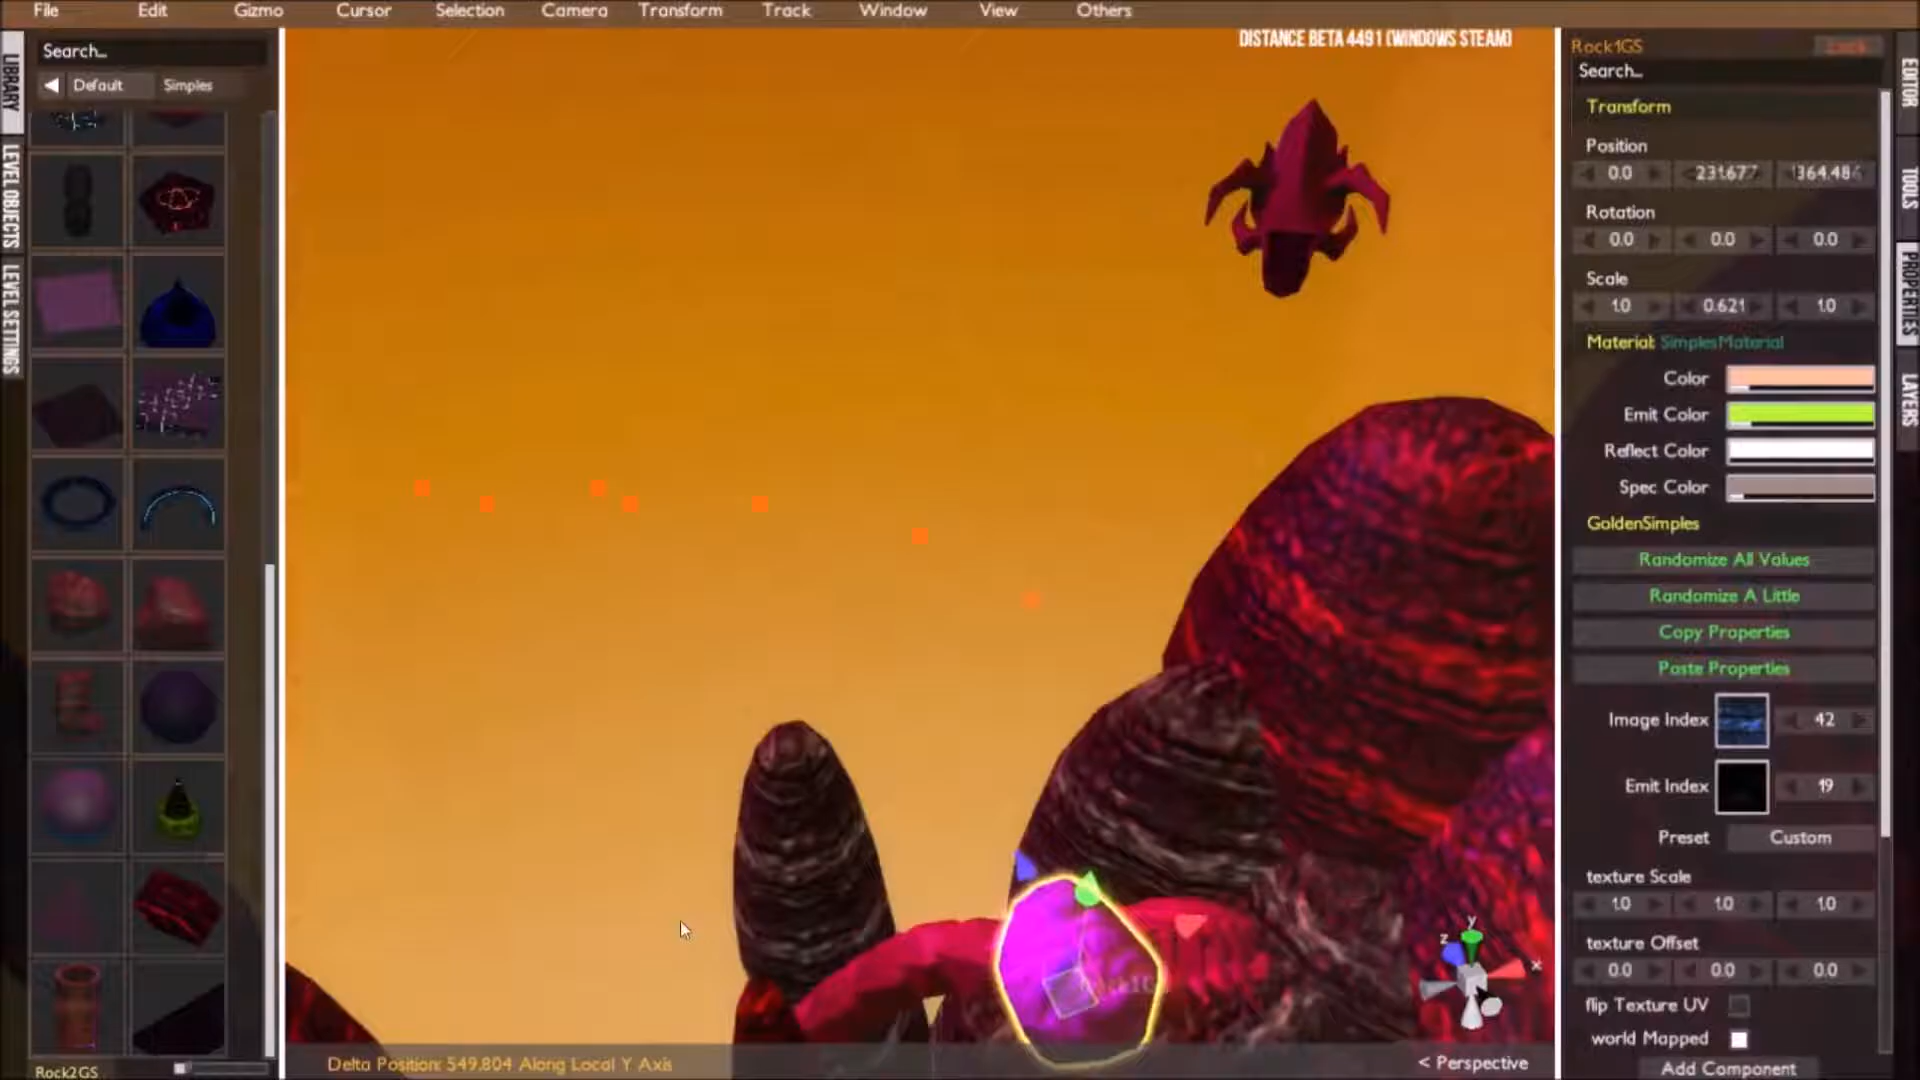 File Edit Gizmo Cursor Selection Camera Transform Track Window View Others
DISTANCE BETA 4491 (WINDOWS STEAM)
LIBRARY
LEVEL OBJECTS
LEVEL SETTINGS
Search...
Default Simples
Rock2GS
Delta Position: 549.804 Along Local Y Axis
< Perspective
y
z
x
Rock1GS
Search...
Transform
Position
0.0 231.677 1364.484
Rotation
0.0 0.0 0.0
Scale
1.0 0.621 1.0
Material: SimplesMaterial
Color
Emit Color
Reflect Color
Spec Color
GoldenSimples
Randomize All Values
Randomize A Little
Copy Properties
Paste Properties
Image Index 42
Emit Index 19
Preset Custom
texture Scale
1.0 1.0 1.0
texture Offset
0.0 0.0 0.0
flip Texture UV
world Mapped
Add Component
EDITOR
TOOLS
PROPERTIES
LAYERS